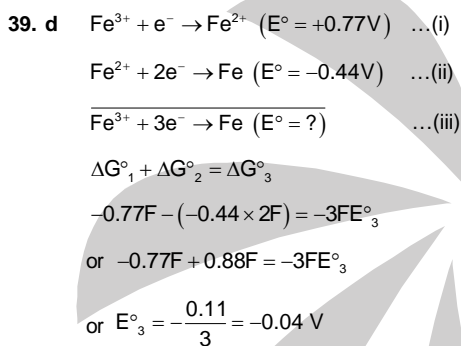 39. d Fe³⁺ + e⁻ → Fe²⁺ (E° = +0.77V) …(i)
Fe²⁺ + 2e⁻ → Fe (E° = −0.44V) …(ii)
Fe³⁺ + 3e⁻ → Fe (E° = ?) …(iii)
ΔG°₁ + ΔG°₂ = ΔG°₃
−0.77F − (−0.44 × 2F) = −3FE°₃
or −0.77F + 0.88F = −3FE°₃
or E°₃ = −0.11/3 = −0.04 V